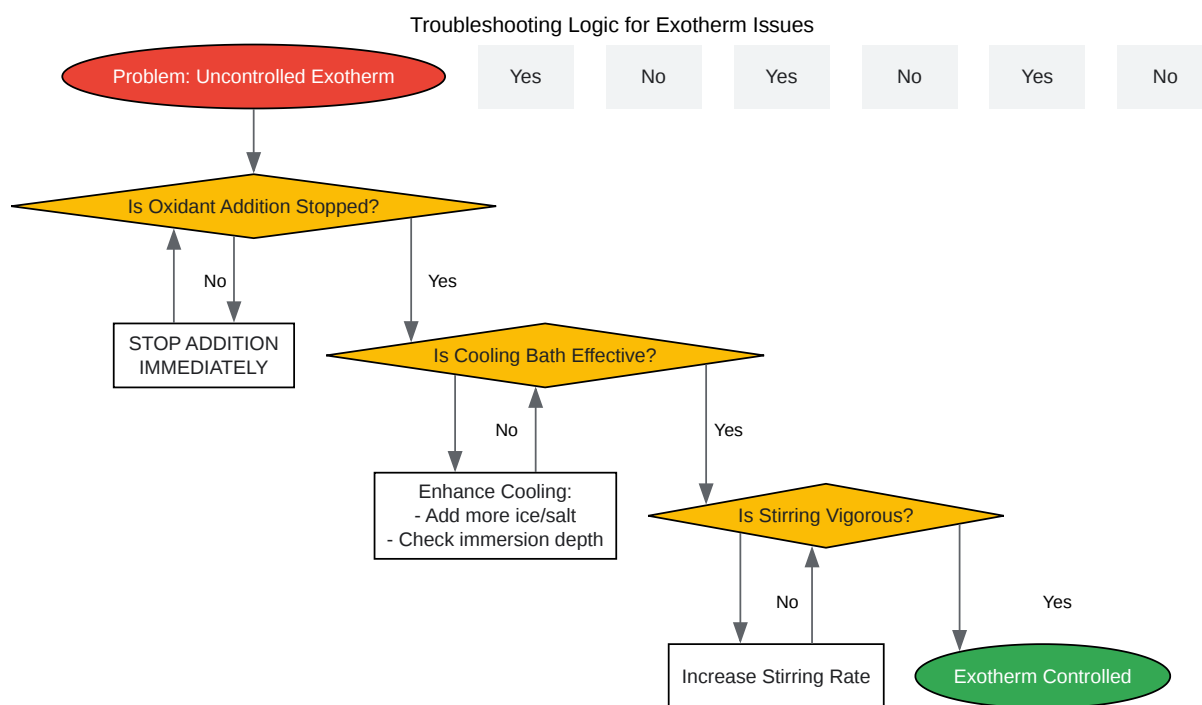 Troubleshooting Logic for Exotherm Issues
Problem: Uncontrolled Exotherm
Yes
No
Yes
No
Yes
No
Is Oxidant Addition Stopped?
No
Yes
STOP ADDITION
IMMEDIATELY
Is Cooling Bath Effective?
No
Yes
Enhance Cooling:
- Add more ice/salt
- Check immersion depth
Is Stirring Vigorous?
No
Yes
Increase Stirring Rate
Exotherm Controlled